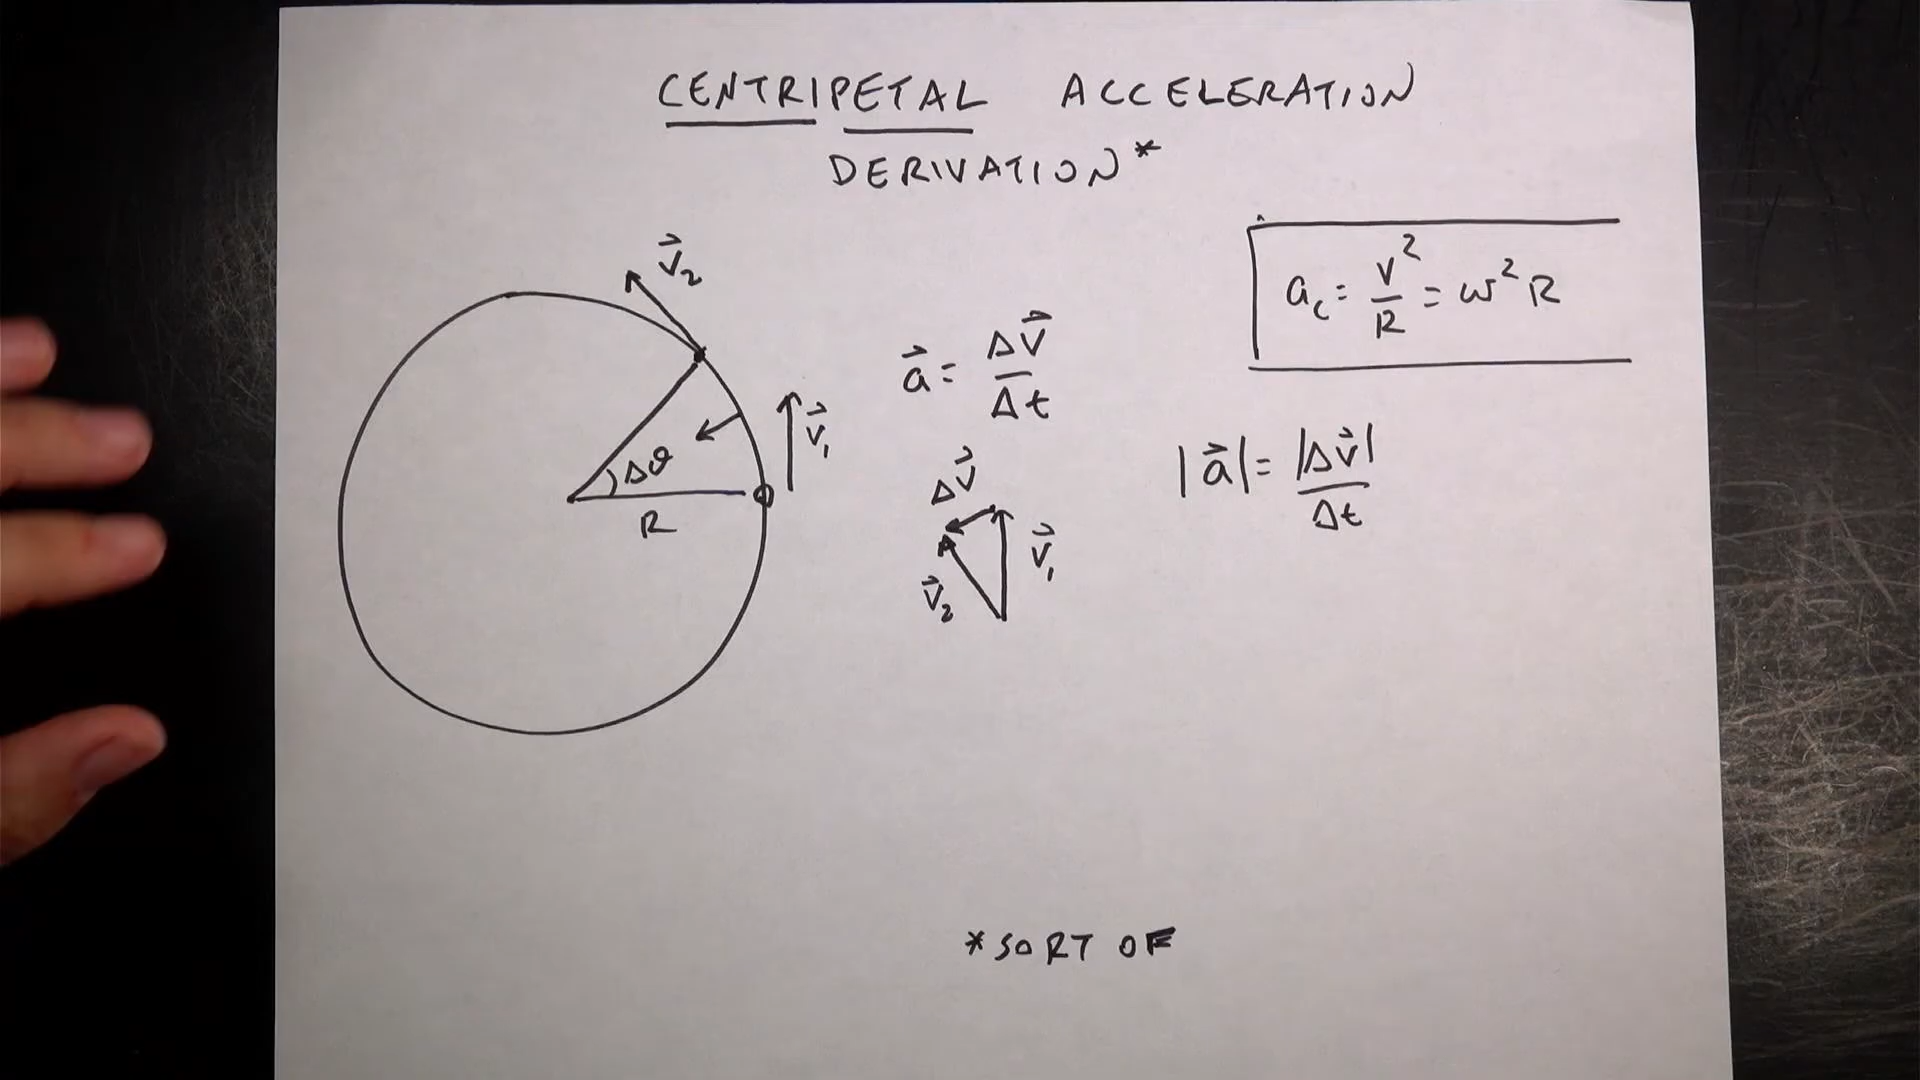 CENTRIPETAL ACCELERATION
DERIVATION*
a⃗ = Δv⃗/Δt
a_c = v²/R = ω²R
|a⃗| = |Δv⃗|/Δt
v⃗₂
v⃗₁
Δθ
R
Δv⃗
v⃗₁
v⃗₂
*SORT OF